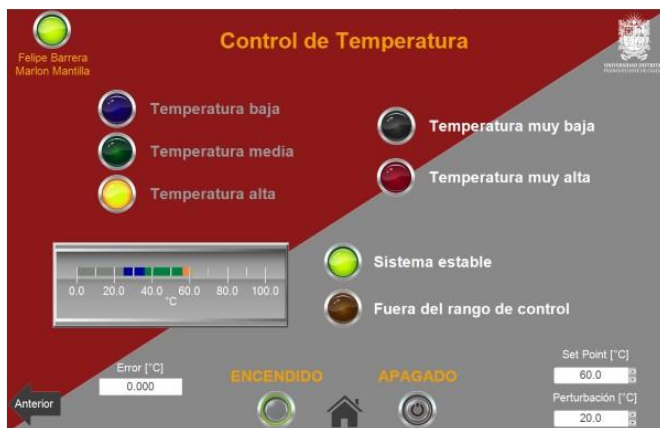 Control de Temperatura
Felipe Barrera
Marlon Mantilla
UNIVERSIDAD DISTRITAL
Temperatura baja
Temperatura muy baja
Temperatura media
Temperatura muy alta
Temperatura alta
Sistema estable
0.0 20.0 40.0 60.0 80.0 100.0
°C
Fuera del rango de control
Error [°C]
0.000
ENCENDIDO
APAGADO
Set Point [°C]
60.0
Perturbación [°C]
20.0
Anterior